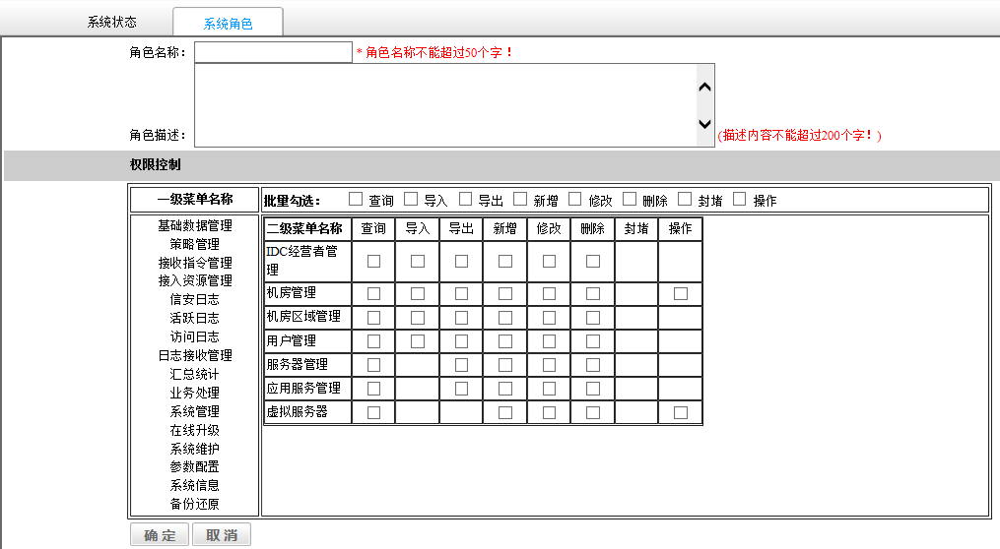 系统状态 系统角色
角色名称： * 角色名称不能超过50个字！
角色描述： (描述内容不能超过200个字！)
权限控制
一级菜单名称 批量勾选： 查询 导入 导出 新增 修改 删除 封堵 操作
基础数据管理
策略管理
接收指令管理
接入资源管理
信安日志
活跃日志
访问日志
日志接收管理
汇总统计
业务处理
系统管理
在线升级
系统维护
参数配置
系统信息
备份还原
二级菜单名称 查询 导入 导出 新增 修改 删除 封堵 操作
IDC经营者管
理
机房管理
机房区域管理
用户管理
服务器管理
应用服务管理
虚拟服务器
确 定 取 消